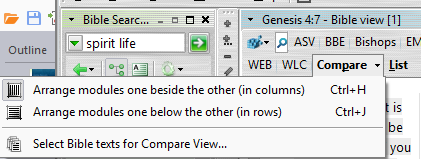 Bible Searc...
Genesis 4:7 - Bible view [1]
Outline
spirit life
ASV BBE Bishops EM
WEB WLC Compare List
Arrange modules one beside the other (in columns) Ctrl+H
Arrange modules one below the other (in rows) Ctrl+J
Select Bible texts for Compare View...
t is
be
you